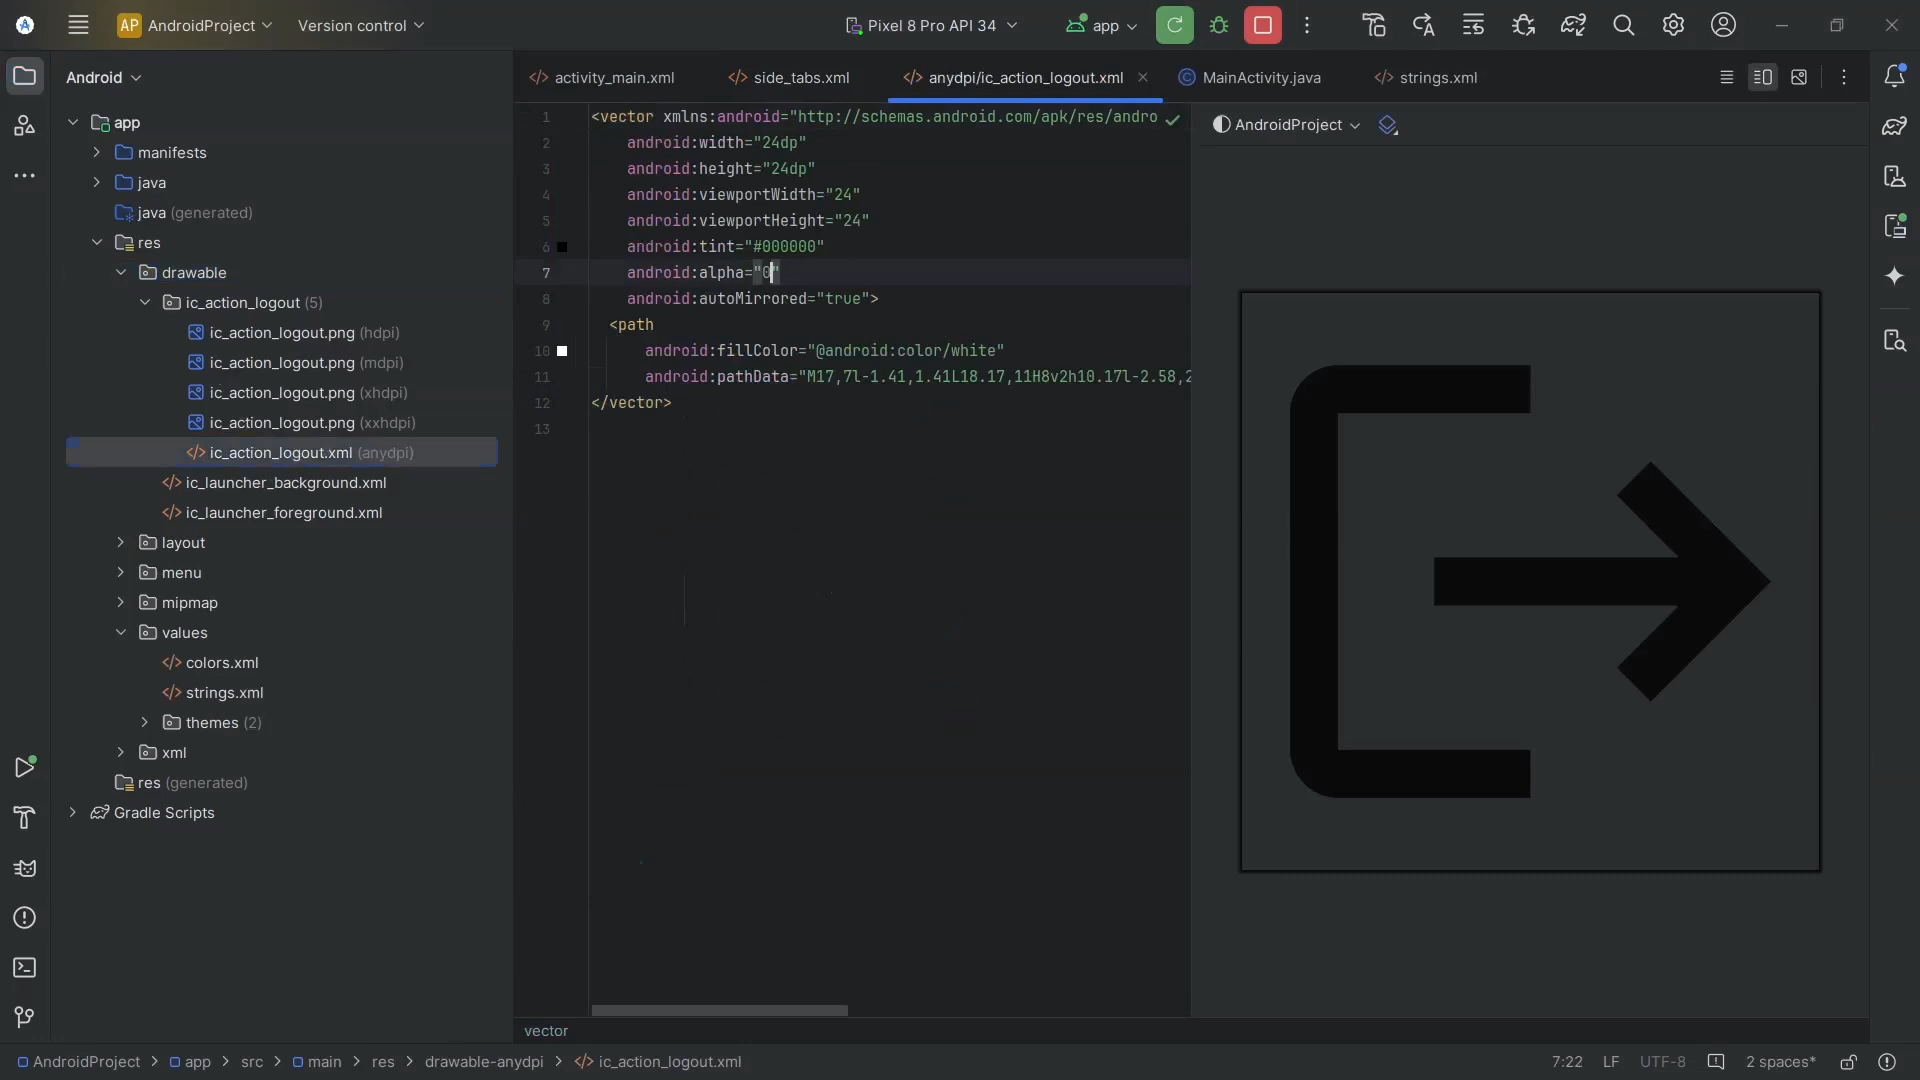 AP AndroidProject
Version control
Pixel 8 Pro API 34
app
Android
app
manifests
java
java (generated)
res
drawable
ic_action_logout (5)
ic_action_logout.png (hdpi)
ic_action_logout.png (mdpi)
ic_action_logout.png (xhdpi)
ic_action_logout.png (xxhdpi)
ic_action_logout.xml (anydpi)
ic_launcher_background.xml
ic_launcher_foreground.xml
layout
menu
mipmap
values
colors.xml
strings.xml
themes (2)
xml
res (generated)
Gradle Scripts
activity_main.xml
side_tabs.xml
anydpi/ic_action_logout.xml
MainActivity.java
strings.xml
1 <vector xmlns:android="http://schemas.android.com/apk/res/andro
2 android:width="24dp"
3 android:height="24dp"
4 android:viewportWidth="24"
5 android:viewportHeight="24"
6 android:tint="#000000"
7 android:alpha="0"
8 android:autoMirrored="true">
9 <path
10 android:fillColor="@android:color/white"
11 android:pathData="M17,7l-1.41,1.41L18.17,11H8v2h10.17l-2.58,2
12 </vector>
13
AndroidProject
vector
AndroidProject > app > src > main > res > drawable-anydpi > ic_action_logout.xml
7:22 LF UTF-8 2 spaces*